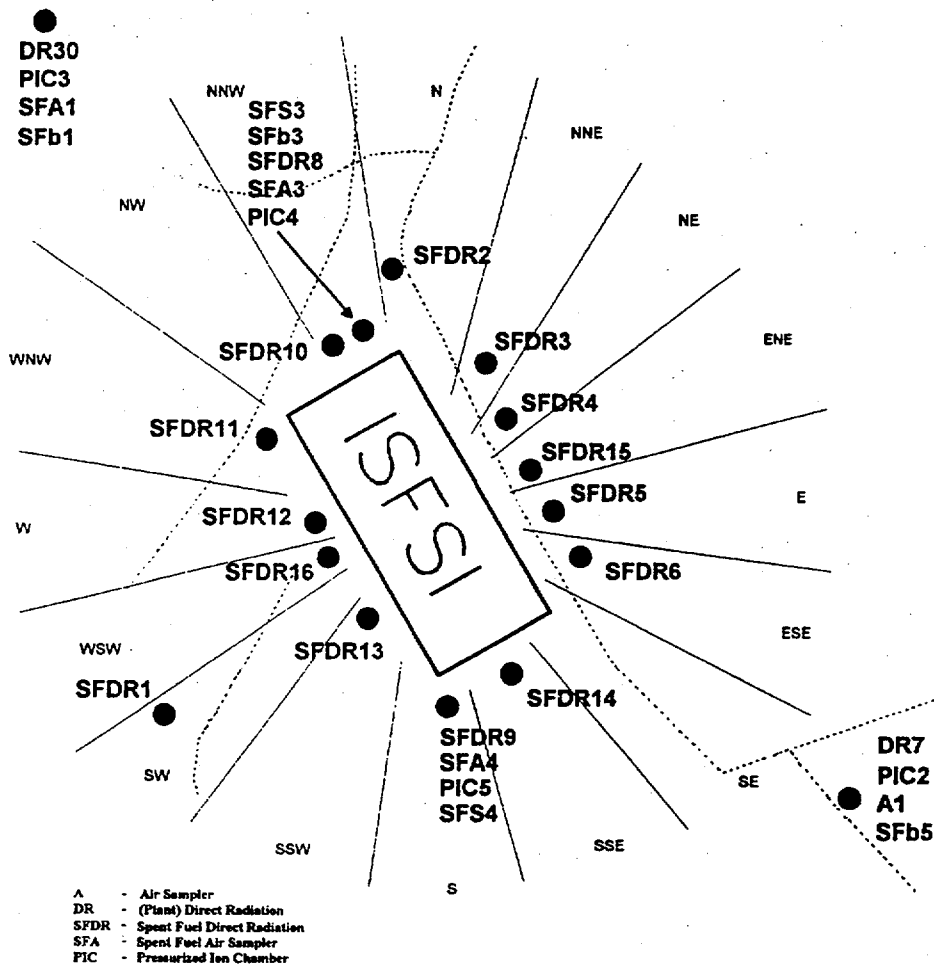 DR30
PIC3
SFA1
SFb1
NNW
N
SFS3
SFb3
SFDR8
SFA3
PIC4
NNE
NW
NE
SFDR2
WNW
SFDR10
SFDR3
ENE
SFDR11
SFDR4
SFDR15
ISFSI
SFDR12
SFDR5
E
W
SFDR16
SFDR6
WSW
SFDR13
ESE
SFDR1
SFDR14
SW
SFDR9
SFA4
PIC5
SFS4
SE
DR7
PIC2
A1
SFb5
SSW
SSE
S
A - Air Sampler
DR - (Plant) Direct Radiation
SFDR - Spent Fuel Direct Radiation
SFA - Spent Fuel Air Sampler
PIC - Pressurized Ion Chamber